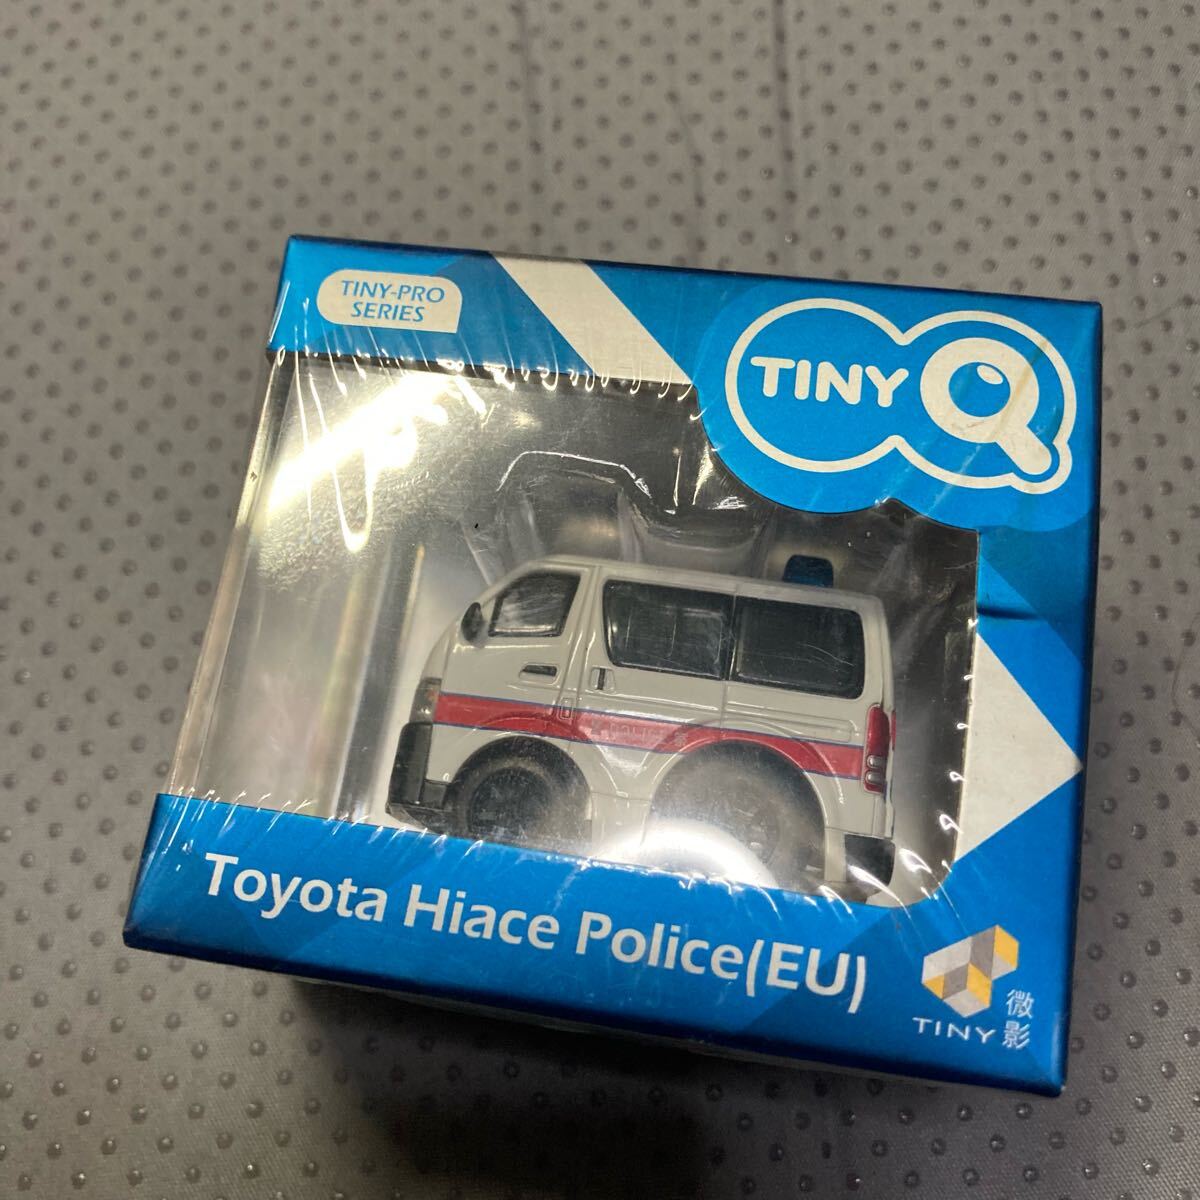 TINY-PRO
SERIES
TINY Q
Toyota Hiace Police(EU)
TINY 微影